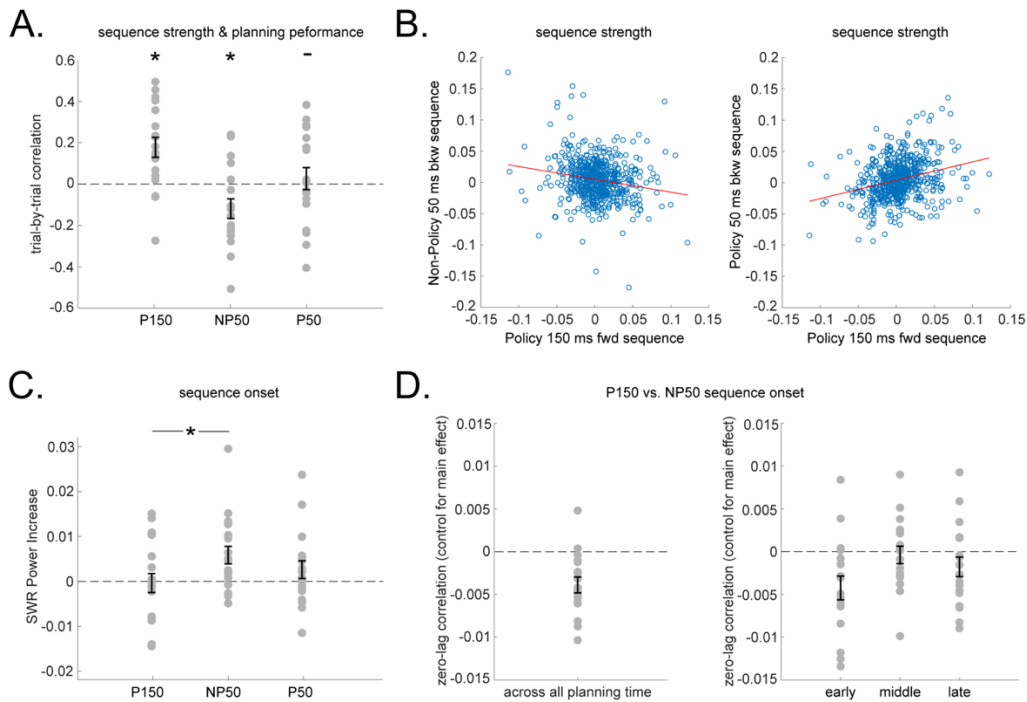 A.
sequence strength & planning peformance
* * –
trial-by-trial correlation
0.6
0.4
0.2
0
-0.2
-0.4
-0.6
P150 NP50 P50
B.
sequence strength
Non-Policy 50 ms bkw sequence
0.2
0.15
0.1
0.05
0
-0.05
-0.1
-0.15
-0.2
-0.15 -0.1 -0.05 0 0.05 0.1 0.15
Policy 150 ms fwd sequence
sequence strength
Policy 50 ms bkw sequence
0.2
0.15
0.1
0.05
0
-0.05
-0.1
-0.15
-0.2
-0.15 -0.1 -0.05 0 0.05 0.1 0.15
Policy 150 ms fwd sequence
C.
sequence onset
*
SWR Power Increase
0.03
0.02
0.01
0
-0.01
-0.02
P150 NP50 P50
D.
P150 vs. NP50 sequence onset
zero-lag correlation (control for main effect)
0.015
0.01
0.005
0
-0.005
-0.01
-0.015
across all planning time
zero-lag correlation (control for main effect)
0.015
0.01
0.005
0
-0.005
-0.01
-0.015
early middle late